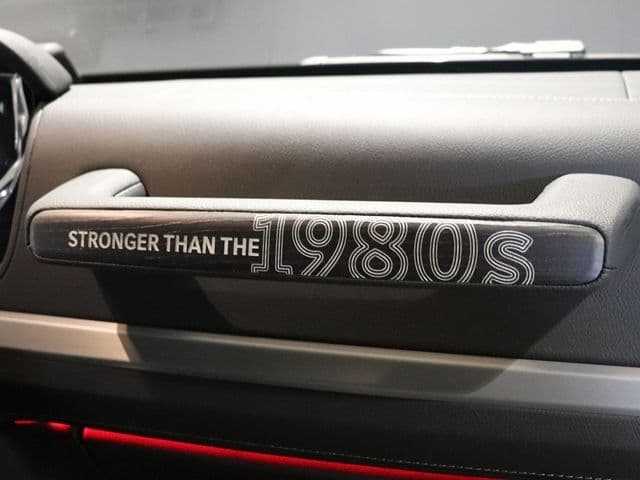 STRONGER THAN THE 1980s